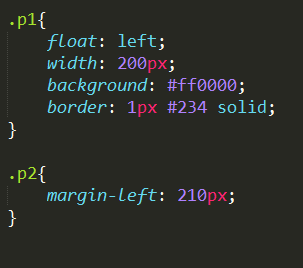 .p1{
    float: left;
    width: 200px;
    background: #ff0000;
    border: 1px #234 solid;
}

.p2{
    margin-left: 210px;
}